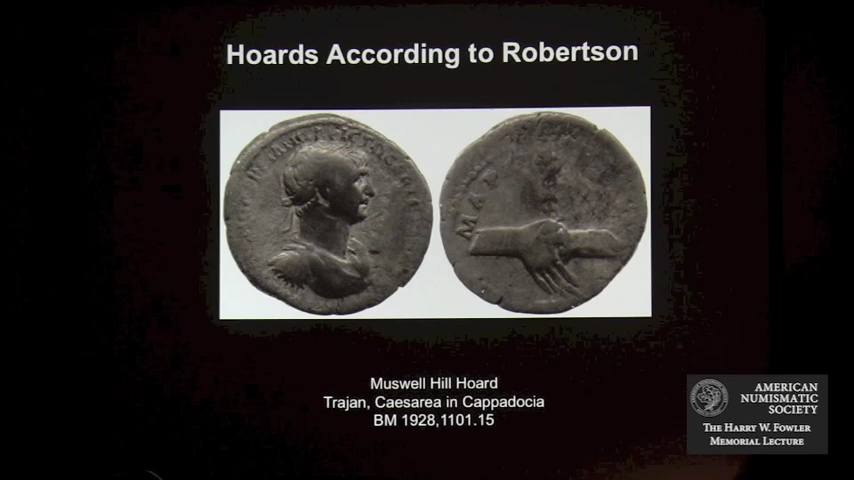 Hoards According to Robertson
Muswell Hill Hoard
Trajan, Caesarea in Cappadocia
BM 1928,1101.15
AMERICAN
NUMISMATIC
SOCIETY
THE HARRY W. FOWLER
MEMORIAL LECTURE